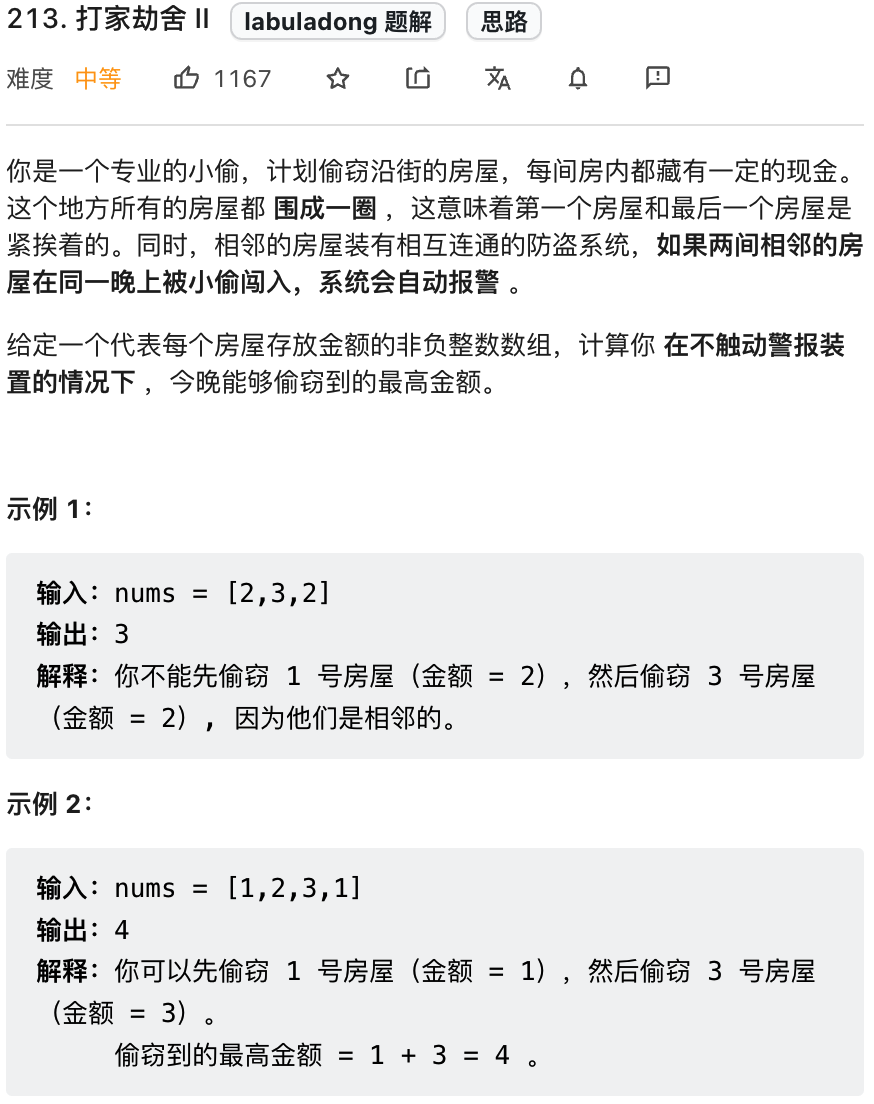 213. 打家劫舍 II labuladong 题解 思路
难度 中等 1167
你是一个专业的小偷，计划偷窃沿街的房屋，每间房内都藏有一定的现金。
这个地方所有的房屋都 围成一圈 ，这意味着第一个房屋和最后一个房屋是
紧挨着的。同时，相邻的房屋装有相互连通的防盗系统，如果两间相邻的房
屋在同一晚上被小偷闯入，系统会自动报警 。
给定一个代表每个房屋存放金额的非负整数数组，计算你 在不触动警报装
置的情况下 ，今晚能够偷窃到的最高金额。
示例 1：
输入：nums = [2,3,2]
输出：3
解释：你不能先偷窃 1 号房屋（金额 = 2），然后偷窃 3 号房屋
（金额 = 2）, 因为他们是相邻的。
示例 2：
输入：nums = [1,2,3,1]
输出：4
解释：你可以先偷窃 1 号房屋（金额 = 1），然后偷窃 3 号房屋
（金额 = 3）。
偷窃到的最高金额 = 1 + 3 = 4 。